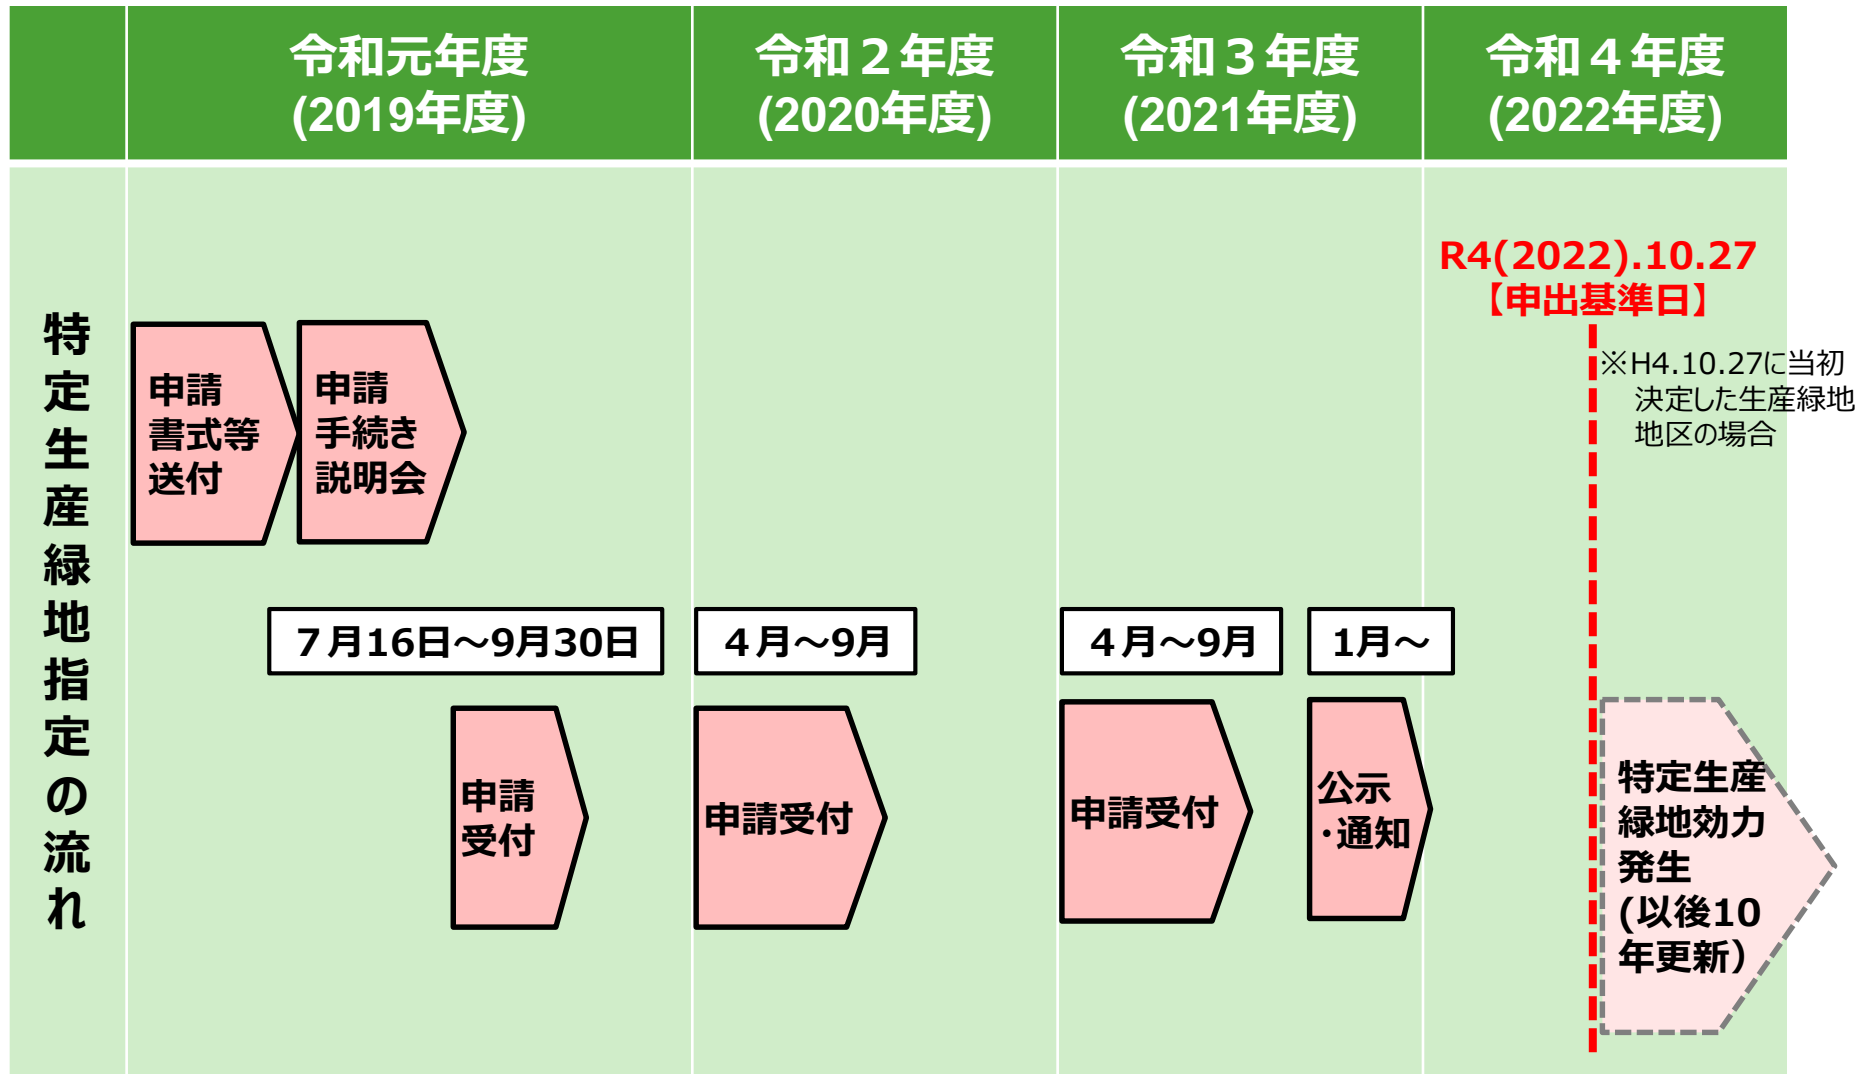 令和元年度
(2019年度)
令和２年度
(2020年度)
令和３年度
(2021年度)
令和４年度
(2022年度)
特定生産緑地指定の流れ
R4(2022).10.27
【申出基準日】
※H4.10.27に当初
決定した生産緑地
地区の場合
申請
書式等
送付
申請
手続き
説明会
７月16日～9月30日
４月～9月
４月～9月
1月～
申請
受付
申請受付
申請受付
公示
・通知
特定生産
緑地効力
発生
(以後10
年更新）